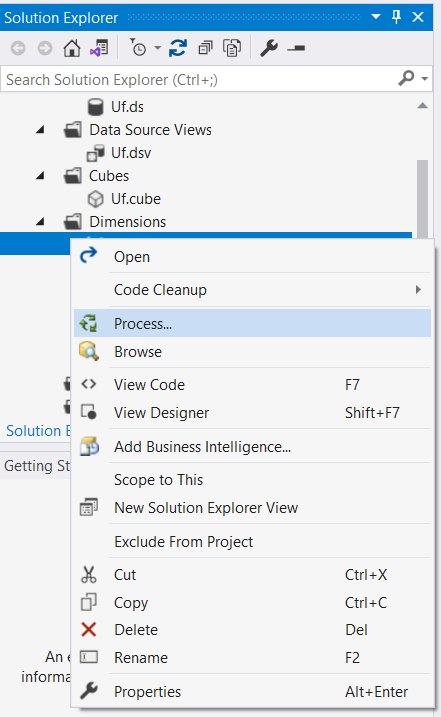 Solution Explorer
Search Solution Explorer (Ctrl+;)
Uf.ds
Data Source Views
Uf.dsv
Cubes
Uf.cube
Dimensions
Open
Code Cleanup
Process...
Browse
View Code F7
View Designer Shift+F7
Solution E
Add Business Intelligence...
Getting St
Scope to This
New Solution Explorer View
Exclude From Project
Cut Ctrl+X
Copy Ctrl+C
Delete Del
An e
Rename F2
informa
Properties Alt+Enter